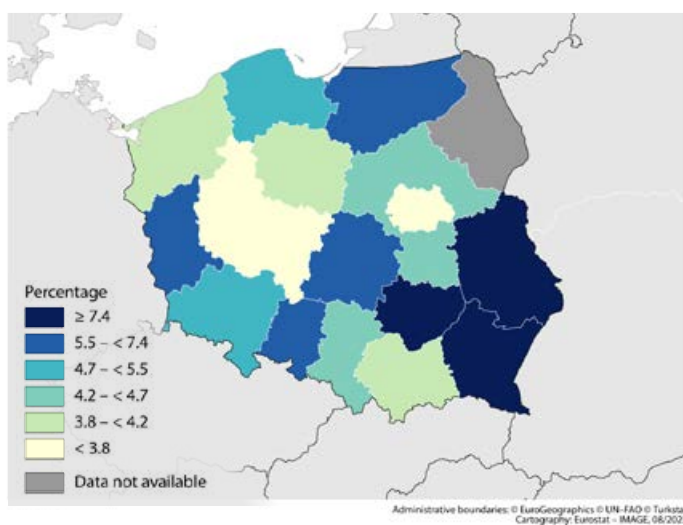 Percentage
≥ 7.4
5.5 – < 7.4
4.7 – < 5.5
4.2 – < 4.7
3.8 – < 4.2
< 3.8
Data not available
Administrative boundaries: © EuroGeographics © UN–FAO © Turksta
Cartography: Eurostat – IMAGE, 08/202